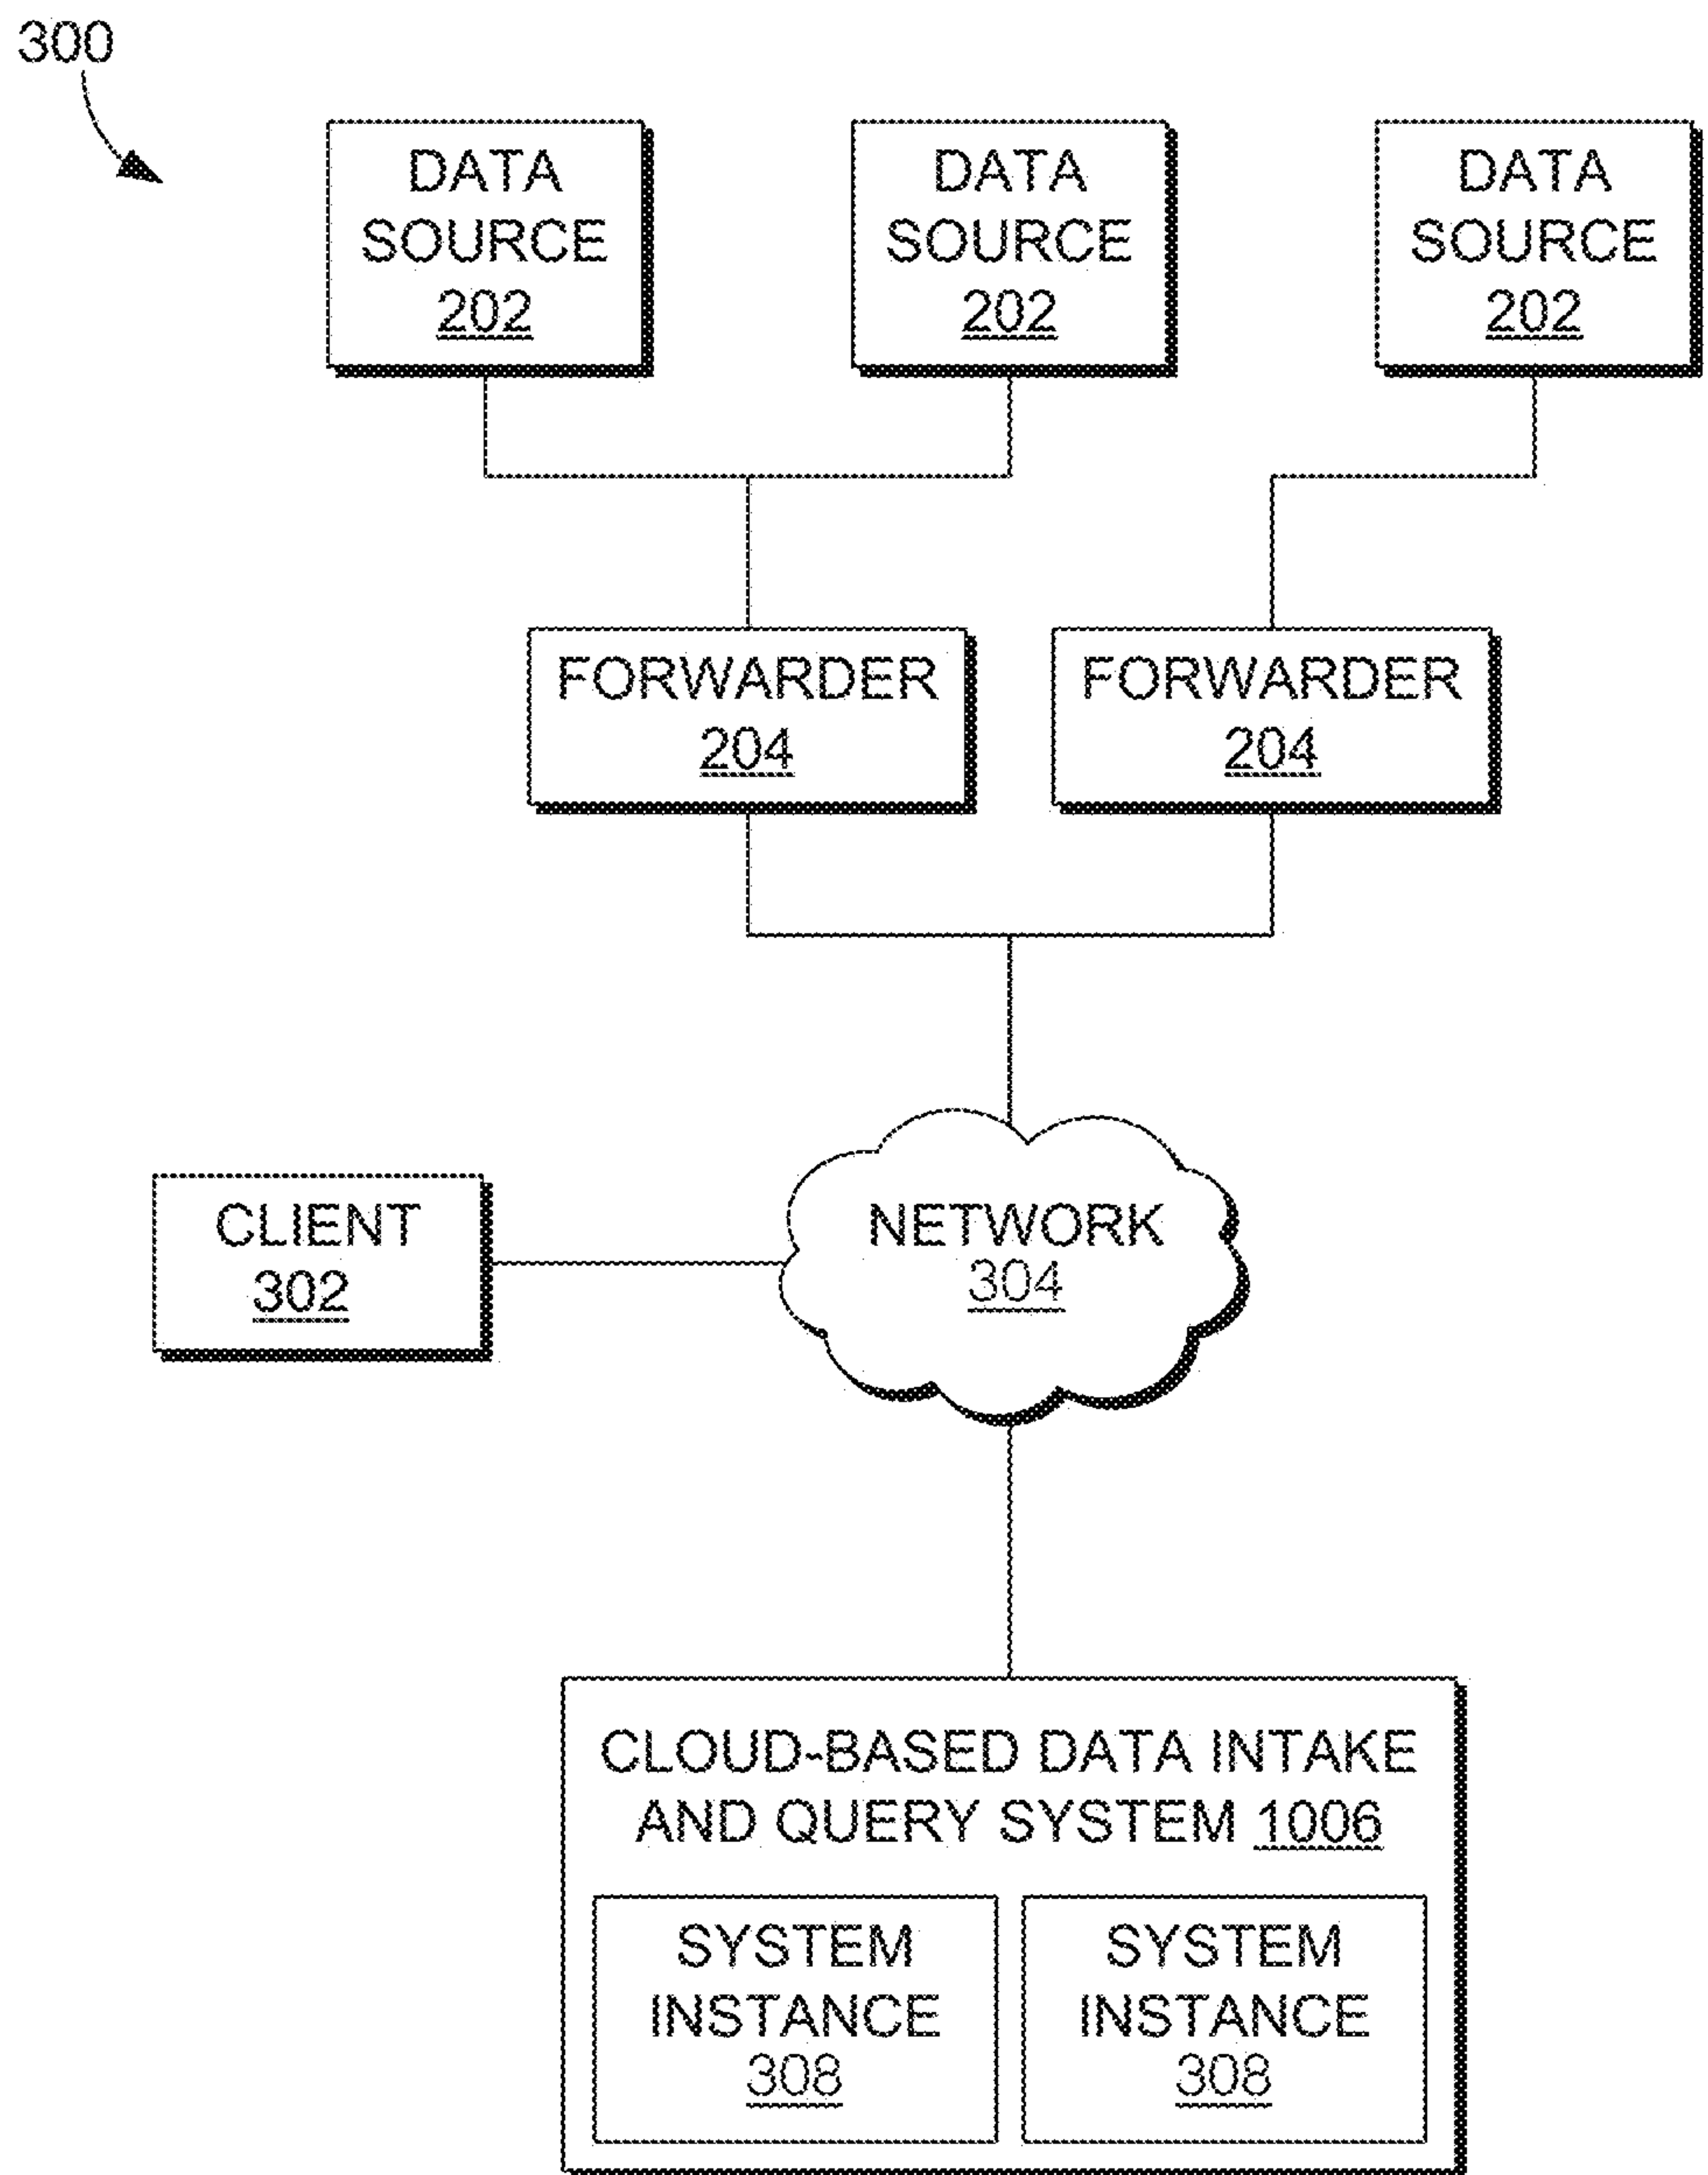 300
DATA
SOURCE
202
DATA
SOURCE
202
DATA
SOURCE
202
FORWARDER
204
FORWARDER
204
CLIENT
302
NETWORK
304
CLOUD-BASED DATA INTAKE
AND QUERY SYSTEM 1006
SYSTEM
INSTANCE
308
SYSTEM
INSTANCE
308